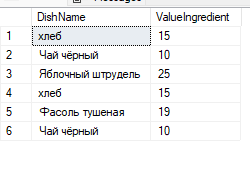 DishName ValueIngredient
1 хлеб 15
2 Чай чёрный 10
3 Яблочный штрудель 25
4 хлеб 15
5 Фасоль тушеная 19
6 Чай чёрный 10